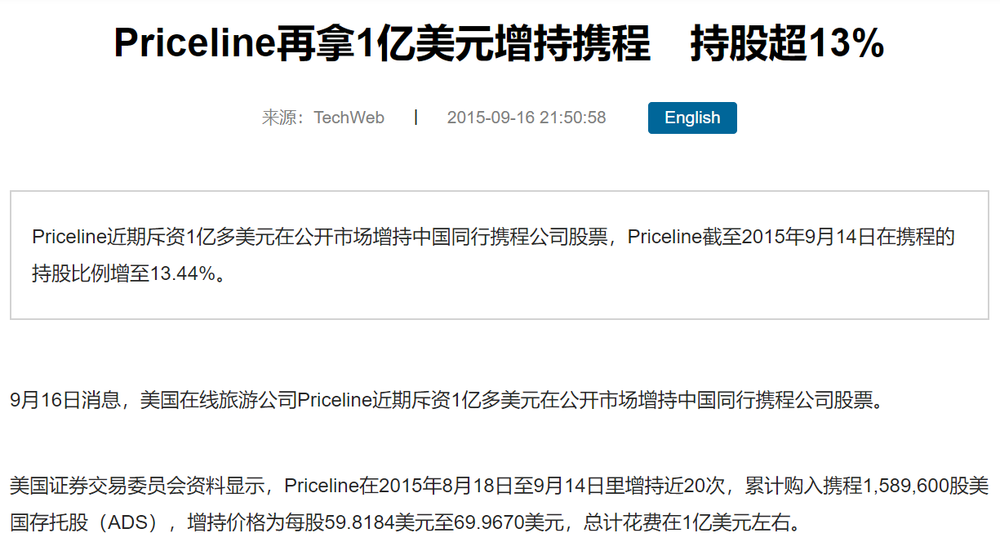 Priceline再拿1亿美元增持携程　持股超13%
来源：TechWeb | 2015-09-16 21:50:58 English
Priceline近期斥资1亿多美元在公开市场增持中国同行携程公司股票，Priceline截至2015年9月14日在携程的
持股比例增至13.44%。
9月16日消息，美国在线旅游公司Priceline近期斥资1亿多美元在公开市场增持中国同行携程公司股票。
美国证券交易委员会资料显示，Priceline在2015年8月18日至9月14日里增持近20次，累计购入携程1,589,600股美
国存托股（ADS），增持价格为每股59.8184美元至69.9670美元，总计花费在1亿美元左右。